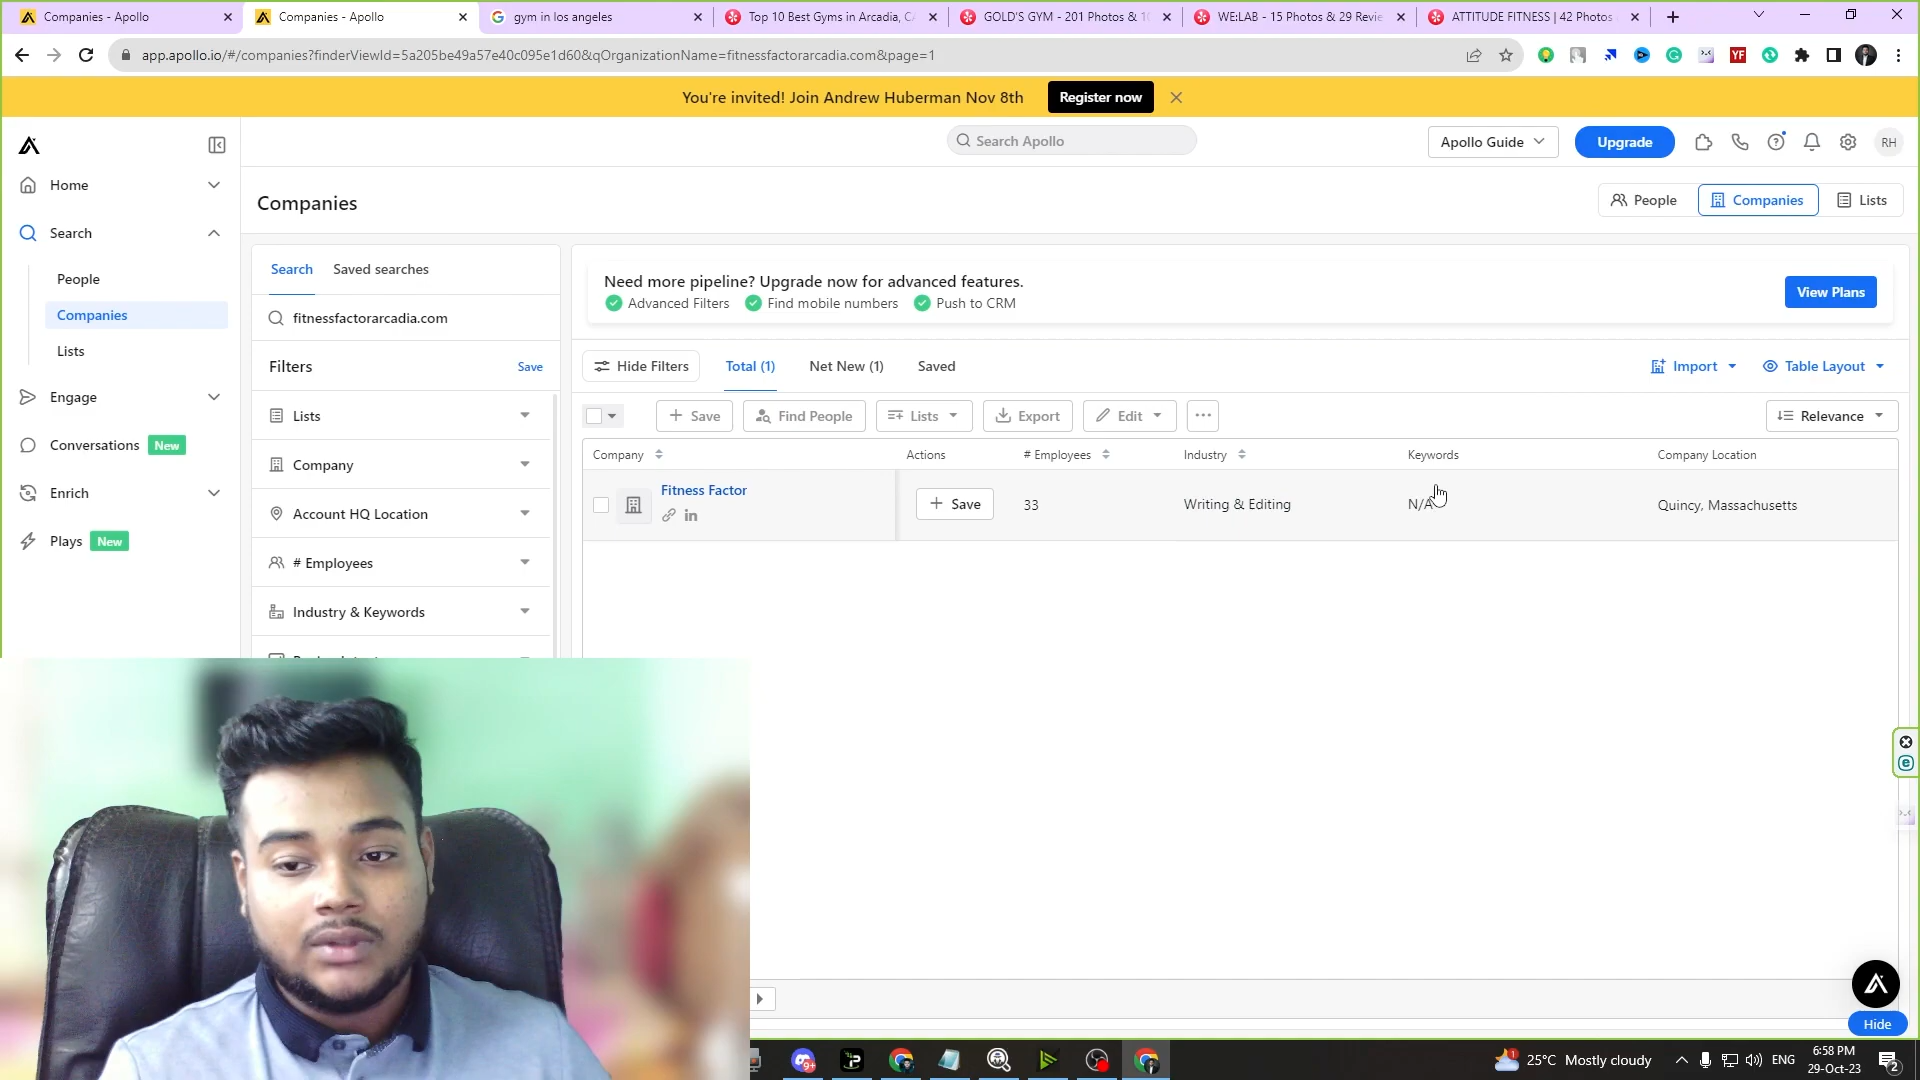 Companies - Apollo
Companies - Apollo
gym in los angeles
Top 10 Best Gyms in Arcadia, CA
GOLD'S GYM - 201 Photos & 10
WE:LAB - 15 Photos & 29 Revie
ATTITUDE FITNESS | 42 Photos
app.apollo.io/#/companies?finderViewId=5a205be49a57e40c095e1d60&qOrganizationName=fitnessfactorarcadia.com&page=1
You're invited! Join Andrew Huberman Nov 8th
Register now
Search Apollo
Apollo Guide
Upgrade
RH
Home
Search
People
Companies
Lists
Engage
Conversations New
Enrich
Plays New
Companies
People
Companies
Lists
Search
Saved searches
fitnessfactorarcadia.com
Filters
Save
Lists
Company
Account HQ Location
# Employees
Industry & Keywords
Need more pipeline? Upgrade now for advanced features.
Advanced Filters
Find mobile numbers
Push to CRM
View Plans
Hide Filters
Total (1)
Net New (1)
Saved
Import
Table Layout
Save
Find People
Lists
Export
Edit
Relevance
Company
Actions
# Employees
Industry
Keywords
Company Location
Fitness Factor
Save
33
Writing & Editing
N/A
Quincy, Massachusetts
Hide
25°C Mostly cloudy
ENG
6:58 PM
29-Oct-23